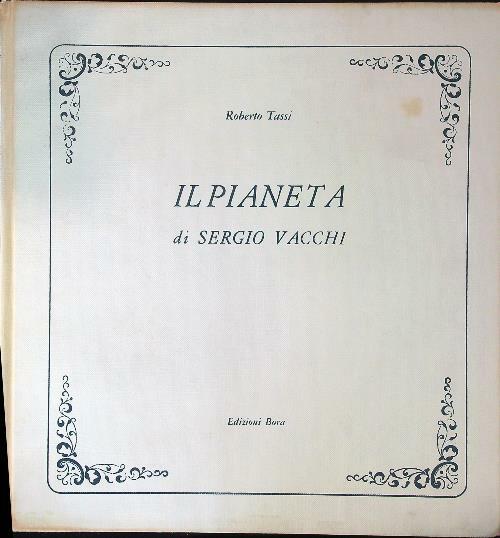 Roberto Tassi
IL PIANETA
di SERGIO VACCHI
Edizioni Bora